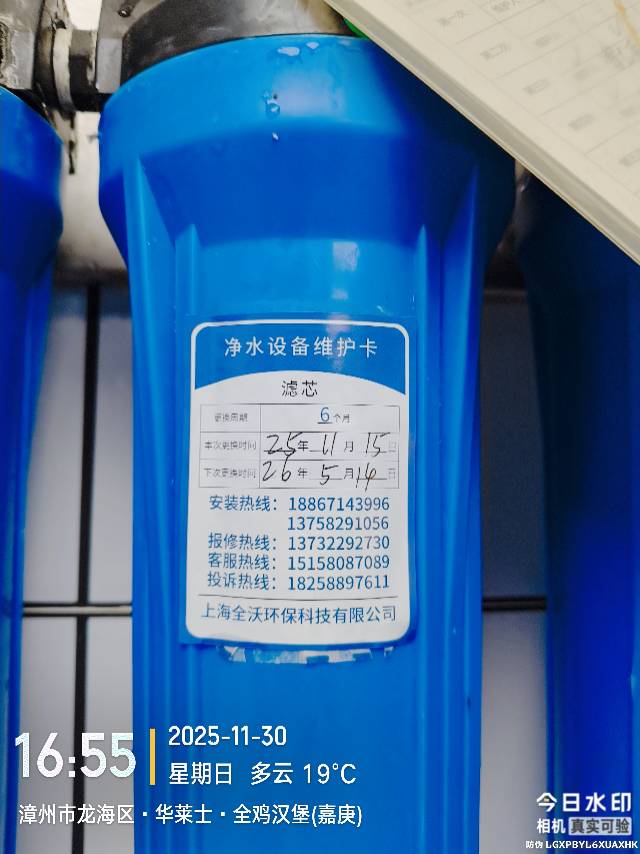 净水设备维护卡
滤芯
更换周期 6个月
本次更换时间 25年11月15日
下次更换时间 26年5月14日
安装热线：18867143996
13758291056
报修热线：13732292730
客服热线：15158087089
投诉热线：18258897611
上海全沃环保科技有限公司
16:55
2025-11-30
星期日 多云 19℃
漳州市龙海区·华莱士·全鸡汉堡(嘉庚)
今日水印
相机 真实可验
防伪 LGXPBYL6XUAXHK